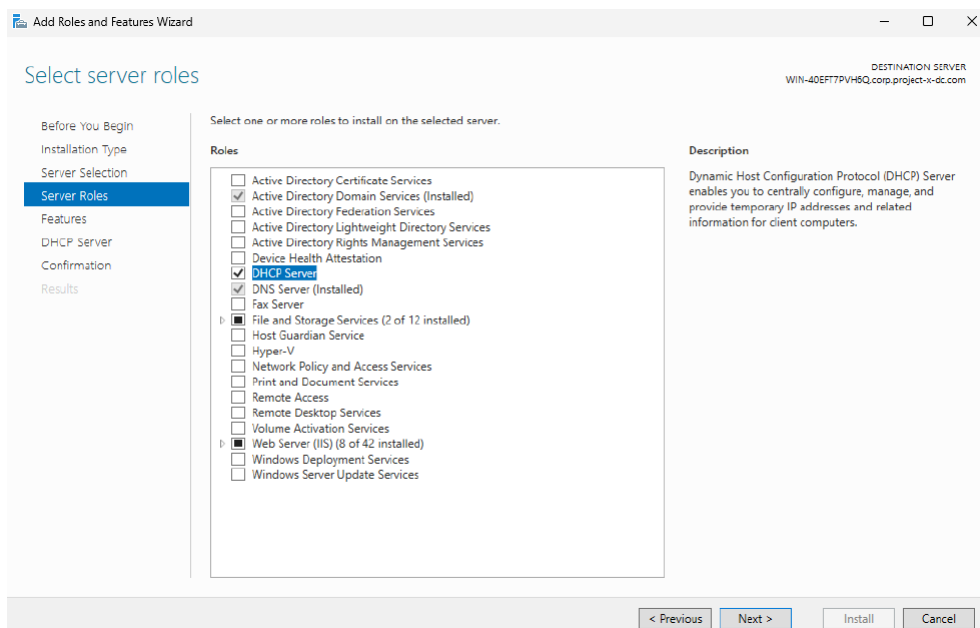 Add Roles and Features Wizard
Select server roles
DESTINATION SERVER
WIN-40EFT7PVH6Q.corp.project-x-dc.com
Before You Begin
Installation Type
Server Selection
Server Roles
Features
DHCP Server
Confirmation
Results
Select one or more roles to install on the selected server.
Roles
Active Directory Certificate Services
Active Directory Domain Services (Installed)
Active Directory Federation Services
Active Directory Lightweight Directory Services
Active Directory Rights Management Services
Device Health Attestation
DHCP Server
DNS Server (Installed)
Fax Server
File and Storage Services (2 of 12 installed)
Host Guardian Service
Hyper-V
Network Policy and Access Services
Print and Document Services
Remote Access
Remote Desktop Services
Volume Activation Services
Web Server (IIS) (8 of 42 installed)
Windows Deployment Services
Windows Server Update Services
Description
Dynamic Host Configuration Protocol (DHCP) Server
enables you to centrally configure, manage, and
provide temporary IP addresses and related
information for client computers.
< Previous
Next >
Install
Cancel